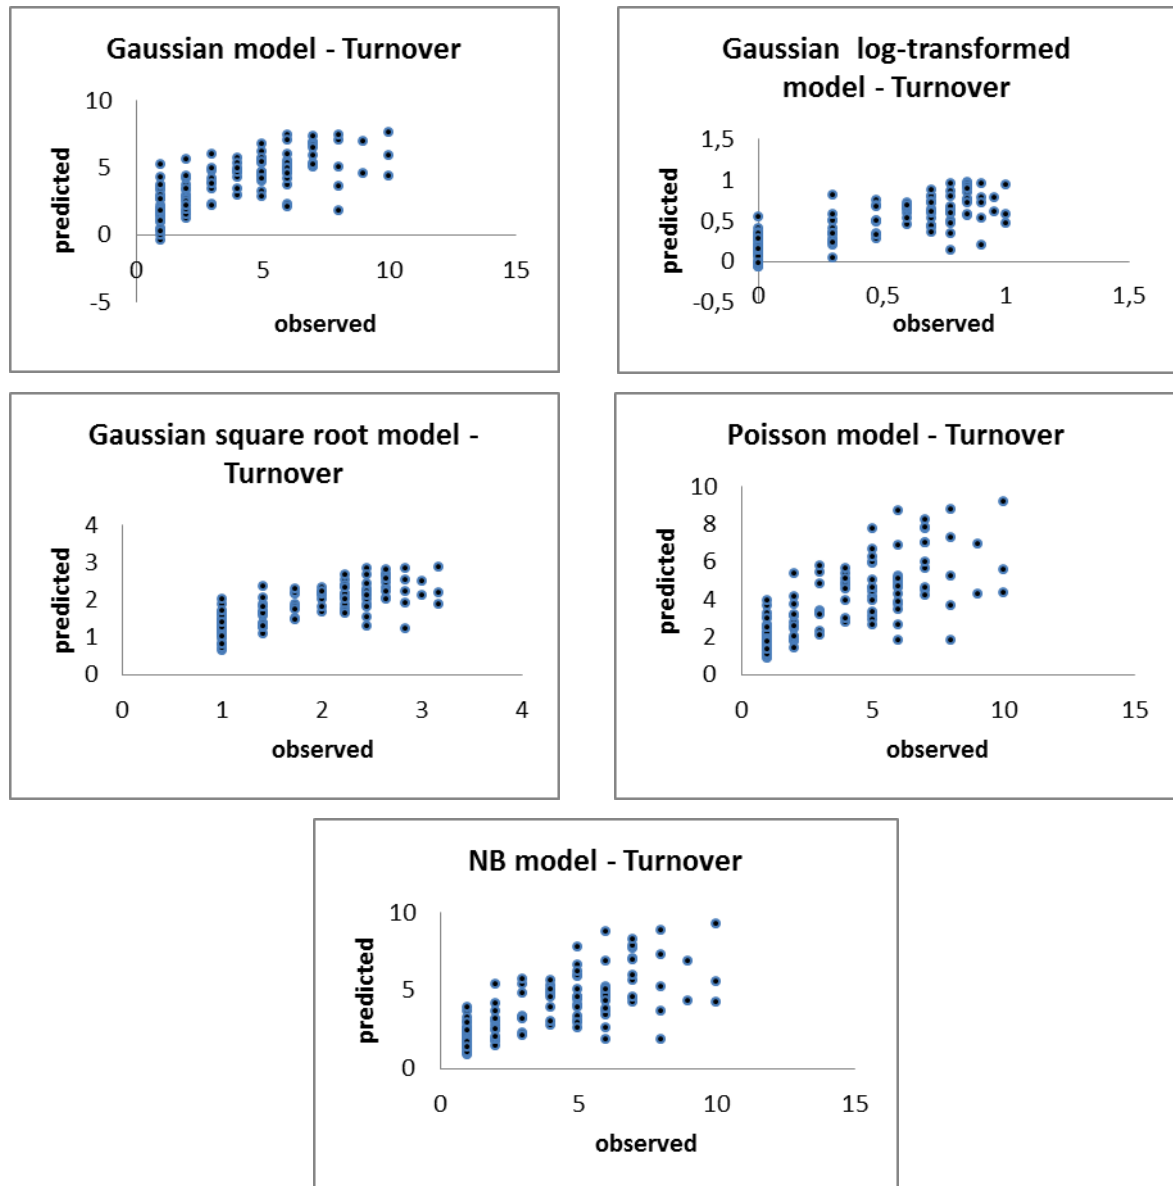 Gaussian model - Turnover
10
5
0
-5
0
5
10
15
predicted
observed
Gaussian log-transformed
model - Turnover
1,5
1
0,5
0
-0,5
0
0,5
1
1,5
predicted
observed
Gaussian square root model -
Turnover
4
3
2
1
0
0
1
2
3
4
predicted
observed
Poisson model - Turnover
10
8
6
4
2
0
0
5
10
15
predicted
observed
NB model - Turnover
10
5
0
0
5
10
15
predicted
observed